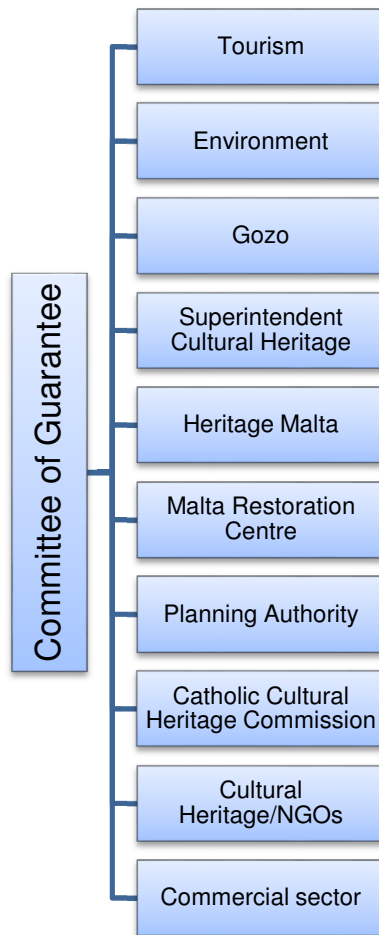 Committee of Guarantee
Tourism
Environment
Gozo
Superintendent
Cultural Heritage
Heritage Malta
Malta Restoration
Centre
Planning Authority
Catholic Cultural
Heritage Commission
Cultural
Heritage/NGOs
Commercial sector